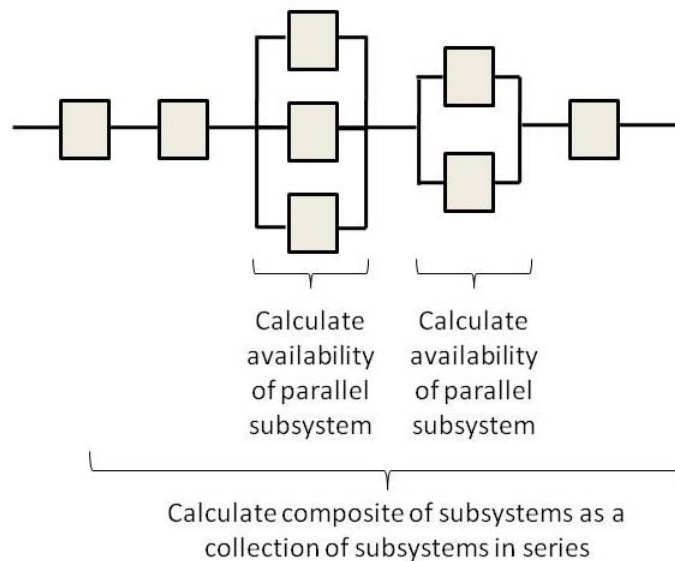 Calculate
availability
of parallel
subsystem
Calculate
availability
of parallel
subsystem
Calculate composite of subsystems as a
collection of subsystems in series